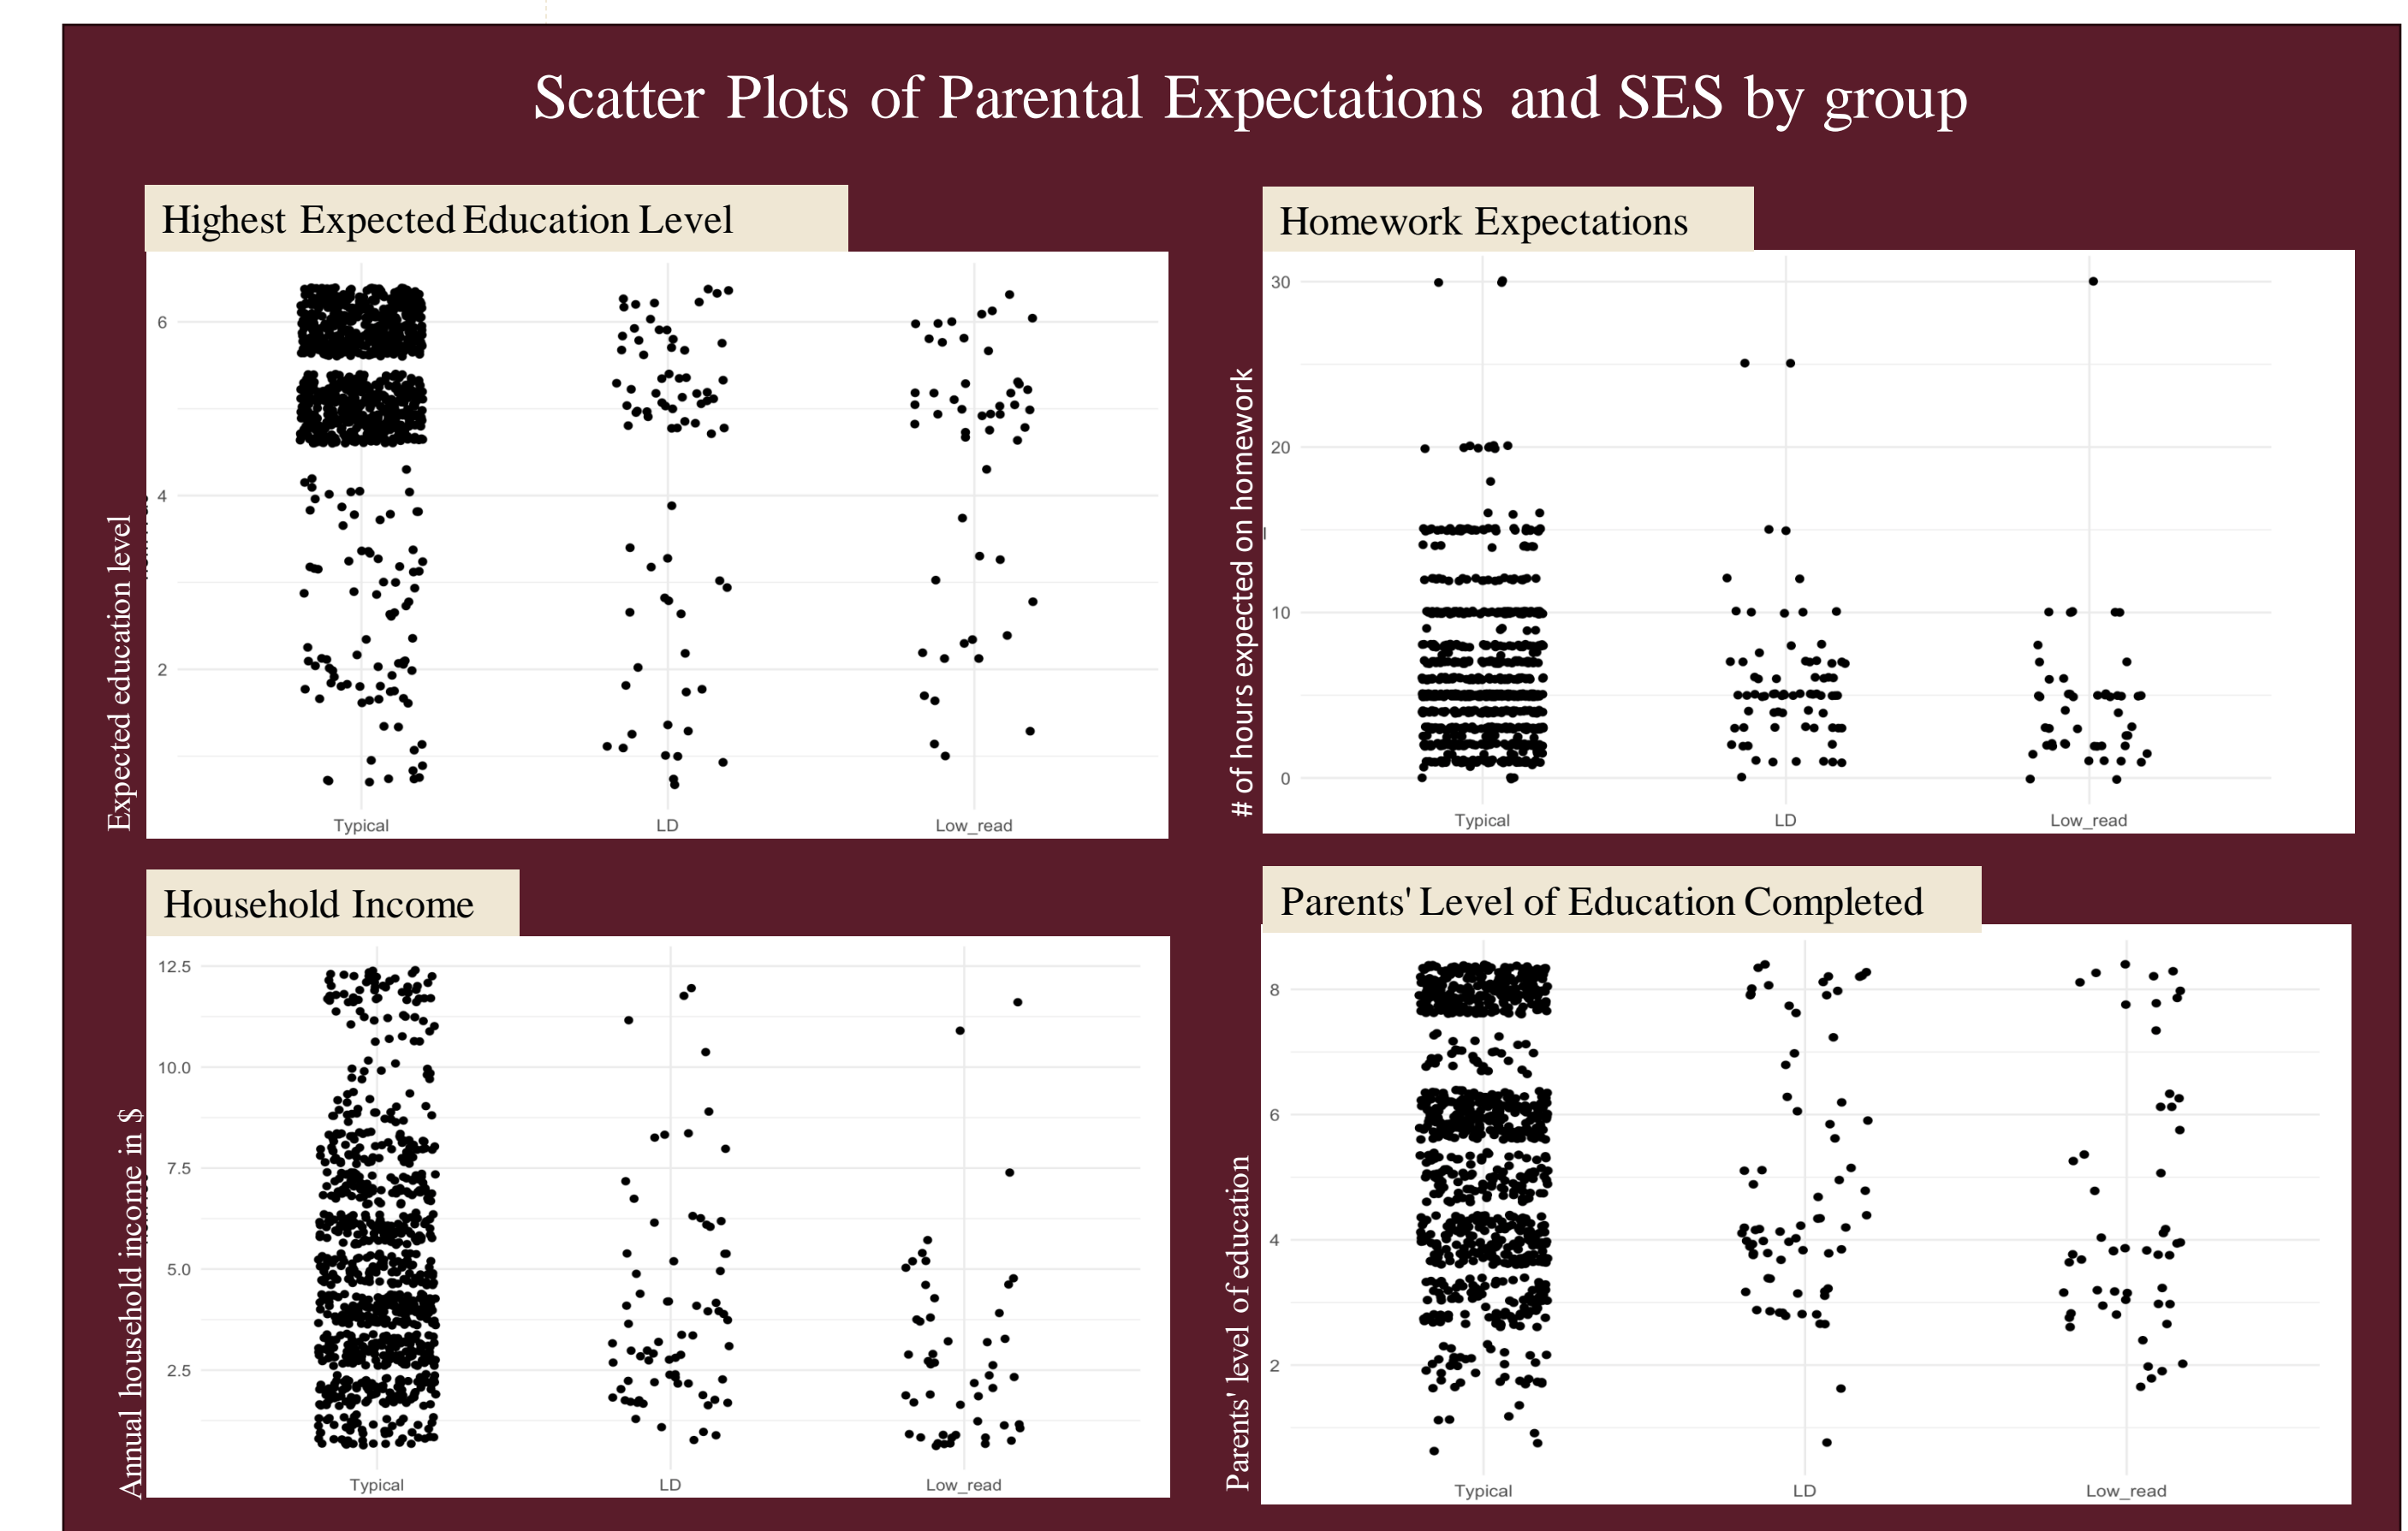 Scatter Plots of Parental Expectations and SES by group
Highest Expected Education Level
Expected education level
6
4
2
Typical LD Low_read
Homework Expectations
# of hours expected on homework
30
20
10
0
Typical LD Low_read
Household Income
Annual household income in $
12.5
10.0
7.5
5.0
2.5
Typical LD Low_read
Parents' Level of Education Completed
Parents' level of education
8
6
4
2
Typical LD Low_read